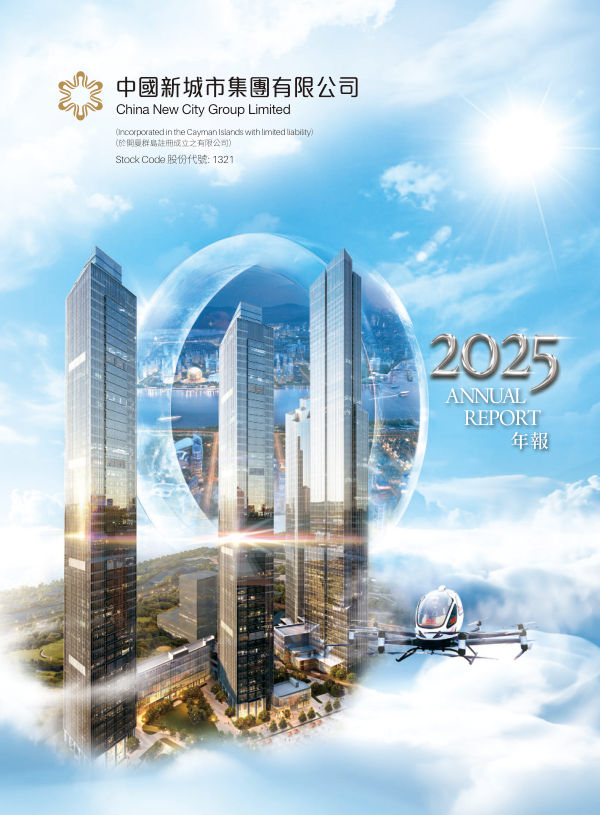 中國新城市集團有限公司
China New City Group Limited
(Incorporated in the Cayman Islands with limited liability)
(於開曼群島註冊成立之有限公司)
Stock Code 股份代號: 1321
2025
ANNUAL
REPORT
年報